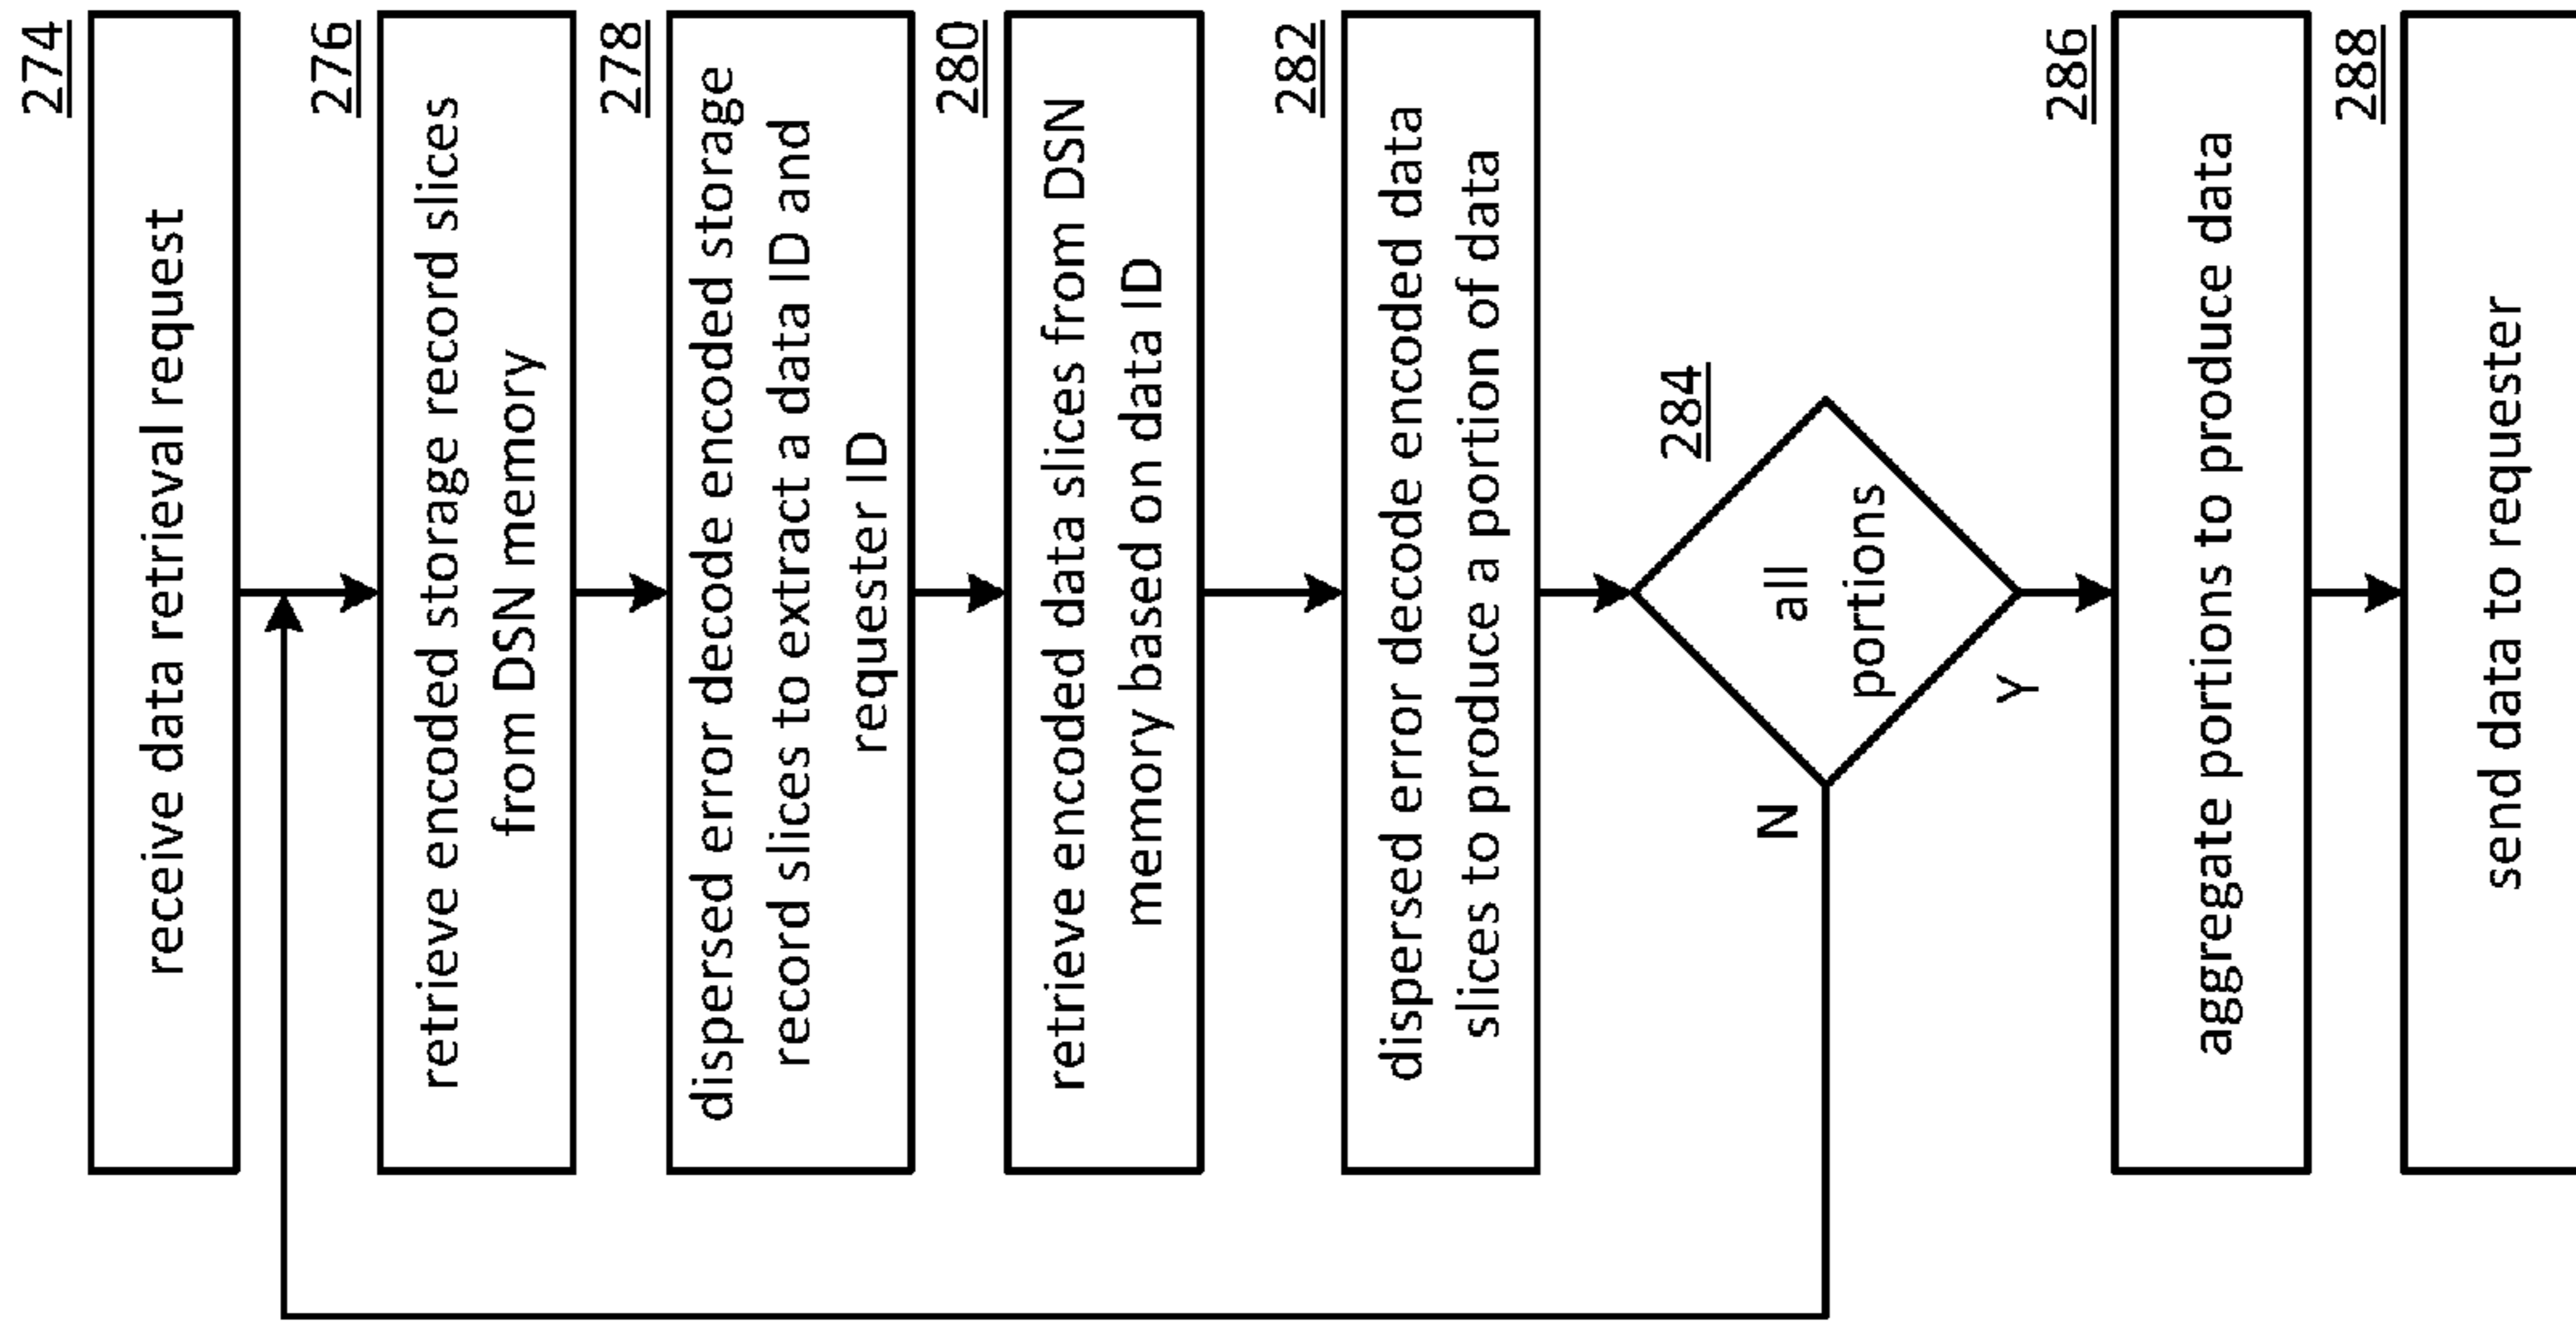 274
receive data retrieval request
276
retrieve encoded storage record slices
from DSN memory
278
dispersed error decode encoded storage
record slices to extract a data ID and
requester ID
280
retrieve encoded data slices from DSN
memory based on data ID
282
dispersed error decode encoded data
slices to produce a portion of data
284
all
portions
N
Y
286
aggregate portions to produce data
288
send data to requester